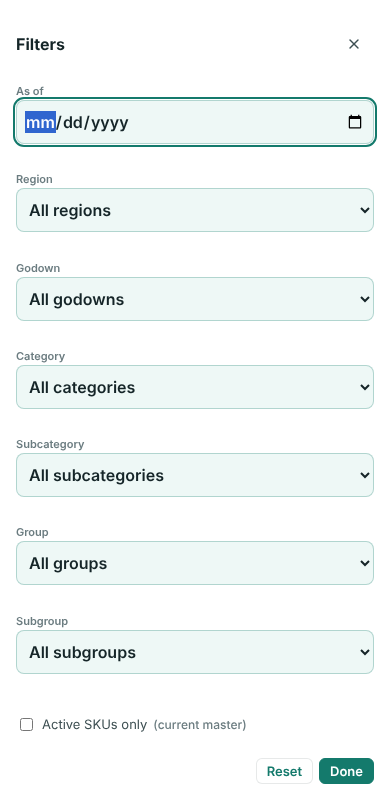 Filters
As of
mm/dd/yyyy
Region
All regions
Godown
All godowns
Category
All categories
Subcategory
All subcategories
Group
All groups
Subgroup
All subgroups
Active SKUs only (current master)
Reset Done